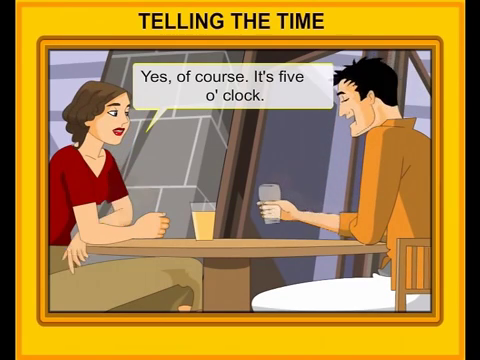 TELLING THE TIME
Yes, of course. It's five
o' clock.